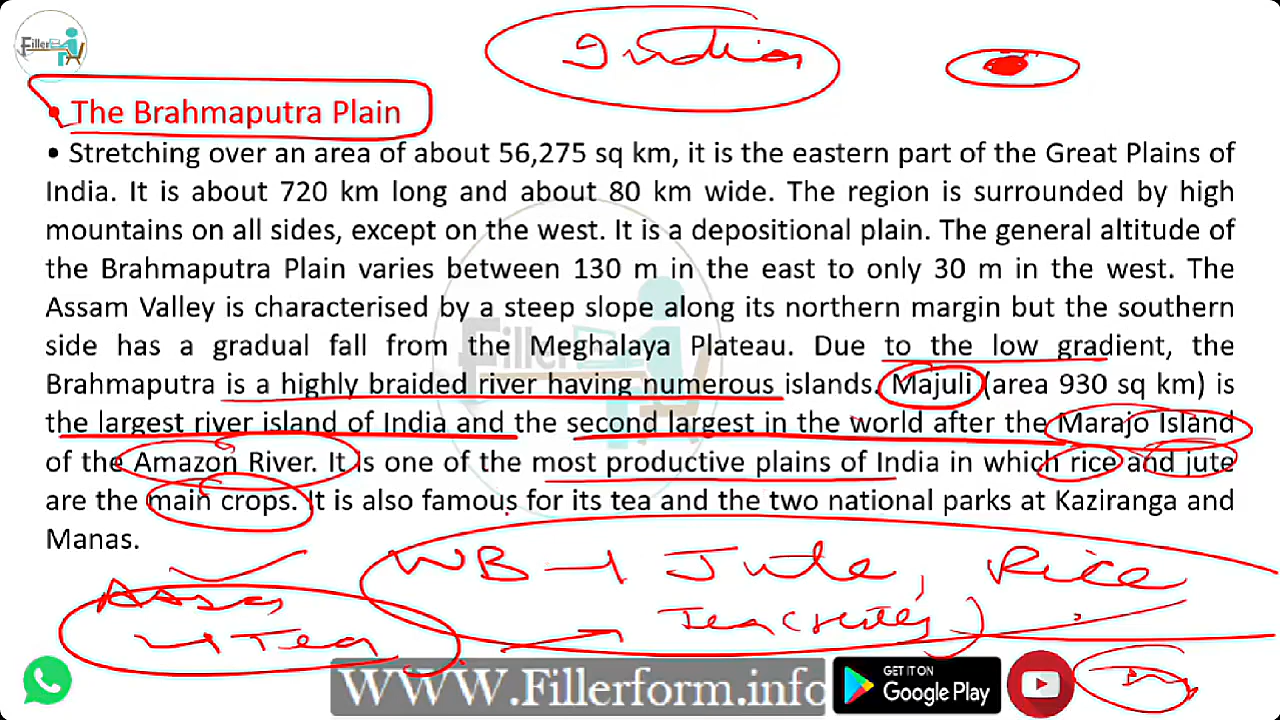 Filler
India
• The Brahmaputra Plain
• Stretching over an area of about 56,275 sq km, it is the eastern part of the Great Plains of
India. It is about 720 km long and about 80 km wide. The region is surrounded by high
mountains on all sides, except on the west. It is a depositional plain. The general altitude of
the Brahmaputra Plain varies between 130 m in the east to only 30 m in the west. The
Assam Valley is characterised by a steep slope along its northern margin but the southern
side has a gradual fall from the Meghalaya Plateau. Due to the low gradient, the
Brahmaputra is a highly braided river having numerous islands. Majuli (area 930 sq km) is
the largest river island of India and the second largest in the world after the Marajo Island
of the Amazon River. It is one of the most productive plains of India in which rice and jute
are the main crops. It is also famous for its tea and the two national parks at Kaziranga and
Manas.
Filler
WB → Jute, Rice
Tea
→ Tea
WWW.Fillerform.info
GET IT ON
Google Play